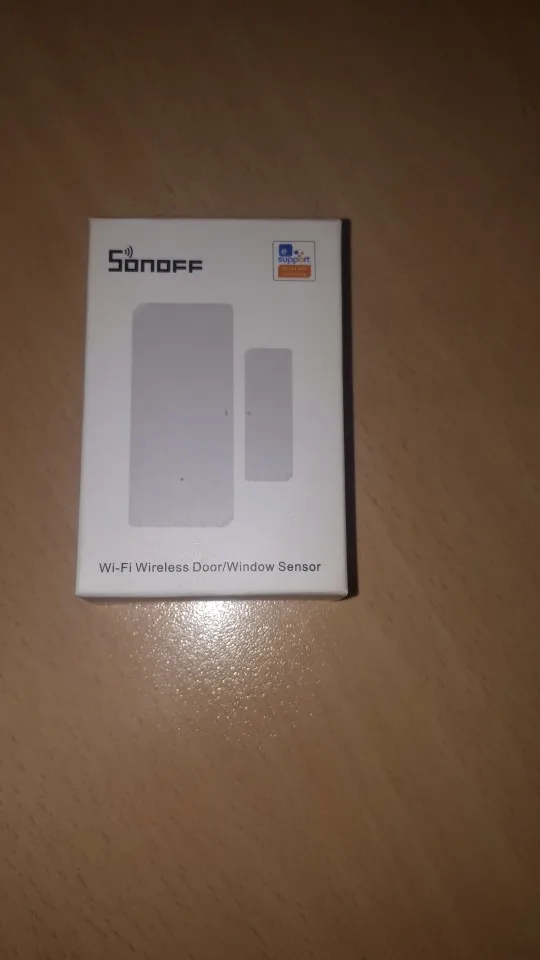 SONOFF
e
support
Wi-Fi Wireless Door/Window Sensor